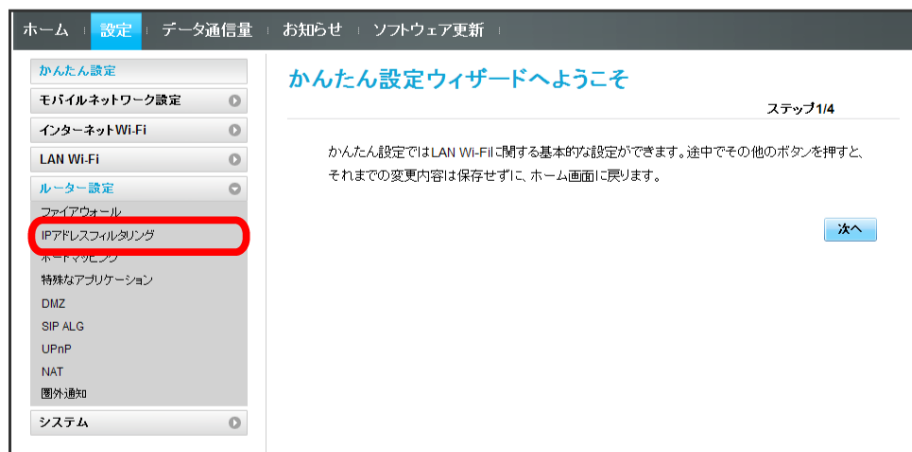 ホーム 設定 データ通信量 お知らせ ソフトウェア更新
かんたん設定
モバイルネットワーク設定
インターネットWi-Fi
LAN Wi-Fi
ルーター設定
ファイアウォール
IPアドレスフィルタリング
ポートマッピング
特殊なアプリケーション
DMZ
SIP ALG
UPnP
NAT
圏外通知
システム
かんたん設定ウィザードへようこそ
ステップ1/4
かんたん設定ではLAN Wi-Fiに関する基本的な設定ができます。途中でその他のボタンを押すと、
それまでの変更内容は保存せずに、ホーム画面に戻ります。
次へ